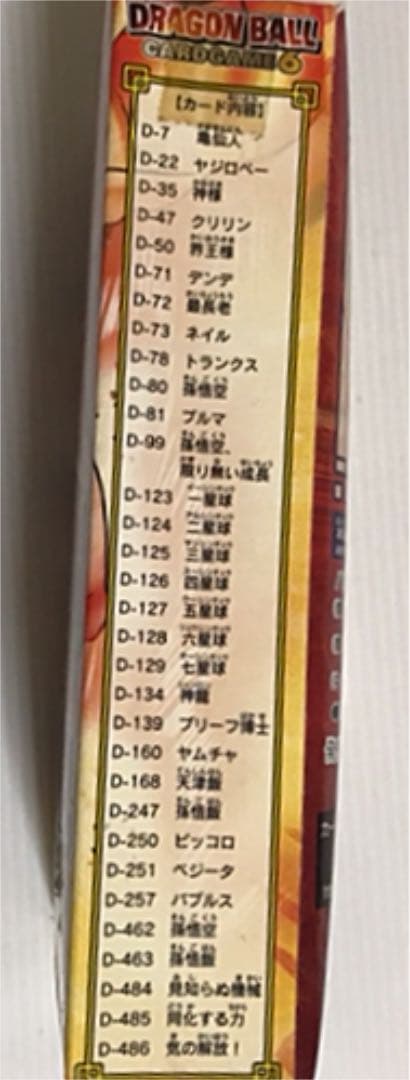 DRAGON BALL
CARDGAME6
【カード内容】
D-7 亀仙人
D-22 ヤジロベー
D-35 神様
D-47 クリリン
D-50 界王様
D-71 デンデ
D-72 最長老
D-73 ネイル
D-78 トランクス
D-80 孫悟空
D-81 ブルマ
D-99 孫悟空、
限り無い成長
D-123 一星球
D-124 二星球
D-125 三星球
D-126 四星球
D-127 五星球
D-128 六星球
D-129 七星球
D-134 神龍
D-139 ブリーフ博士
D-160 ヤムチャ
D-168 天津飯
D-247 孫悟飯
D-250 ピッコロ
D-251 ベジータ
D-257 バブルス
D-462 孫悟空
D-463 孫悟飯
D-484 見知らぬ機械
D-485 同化する力
D-486 気の解放！